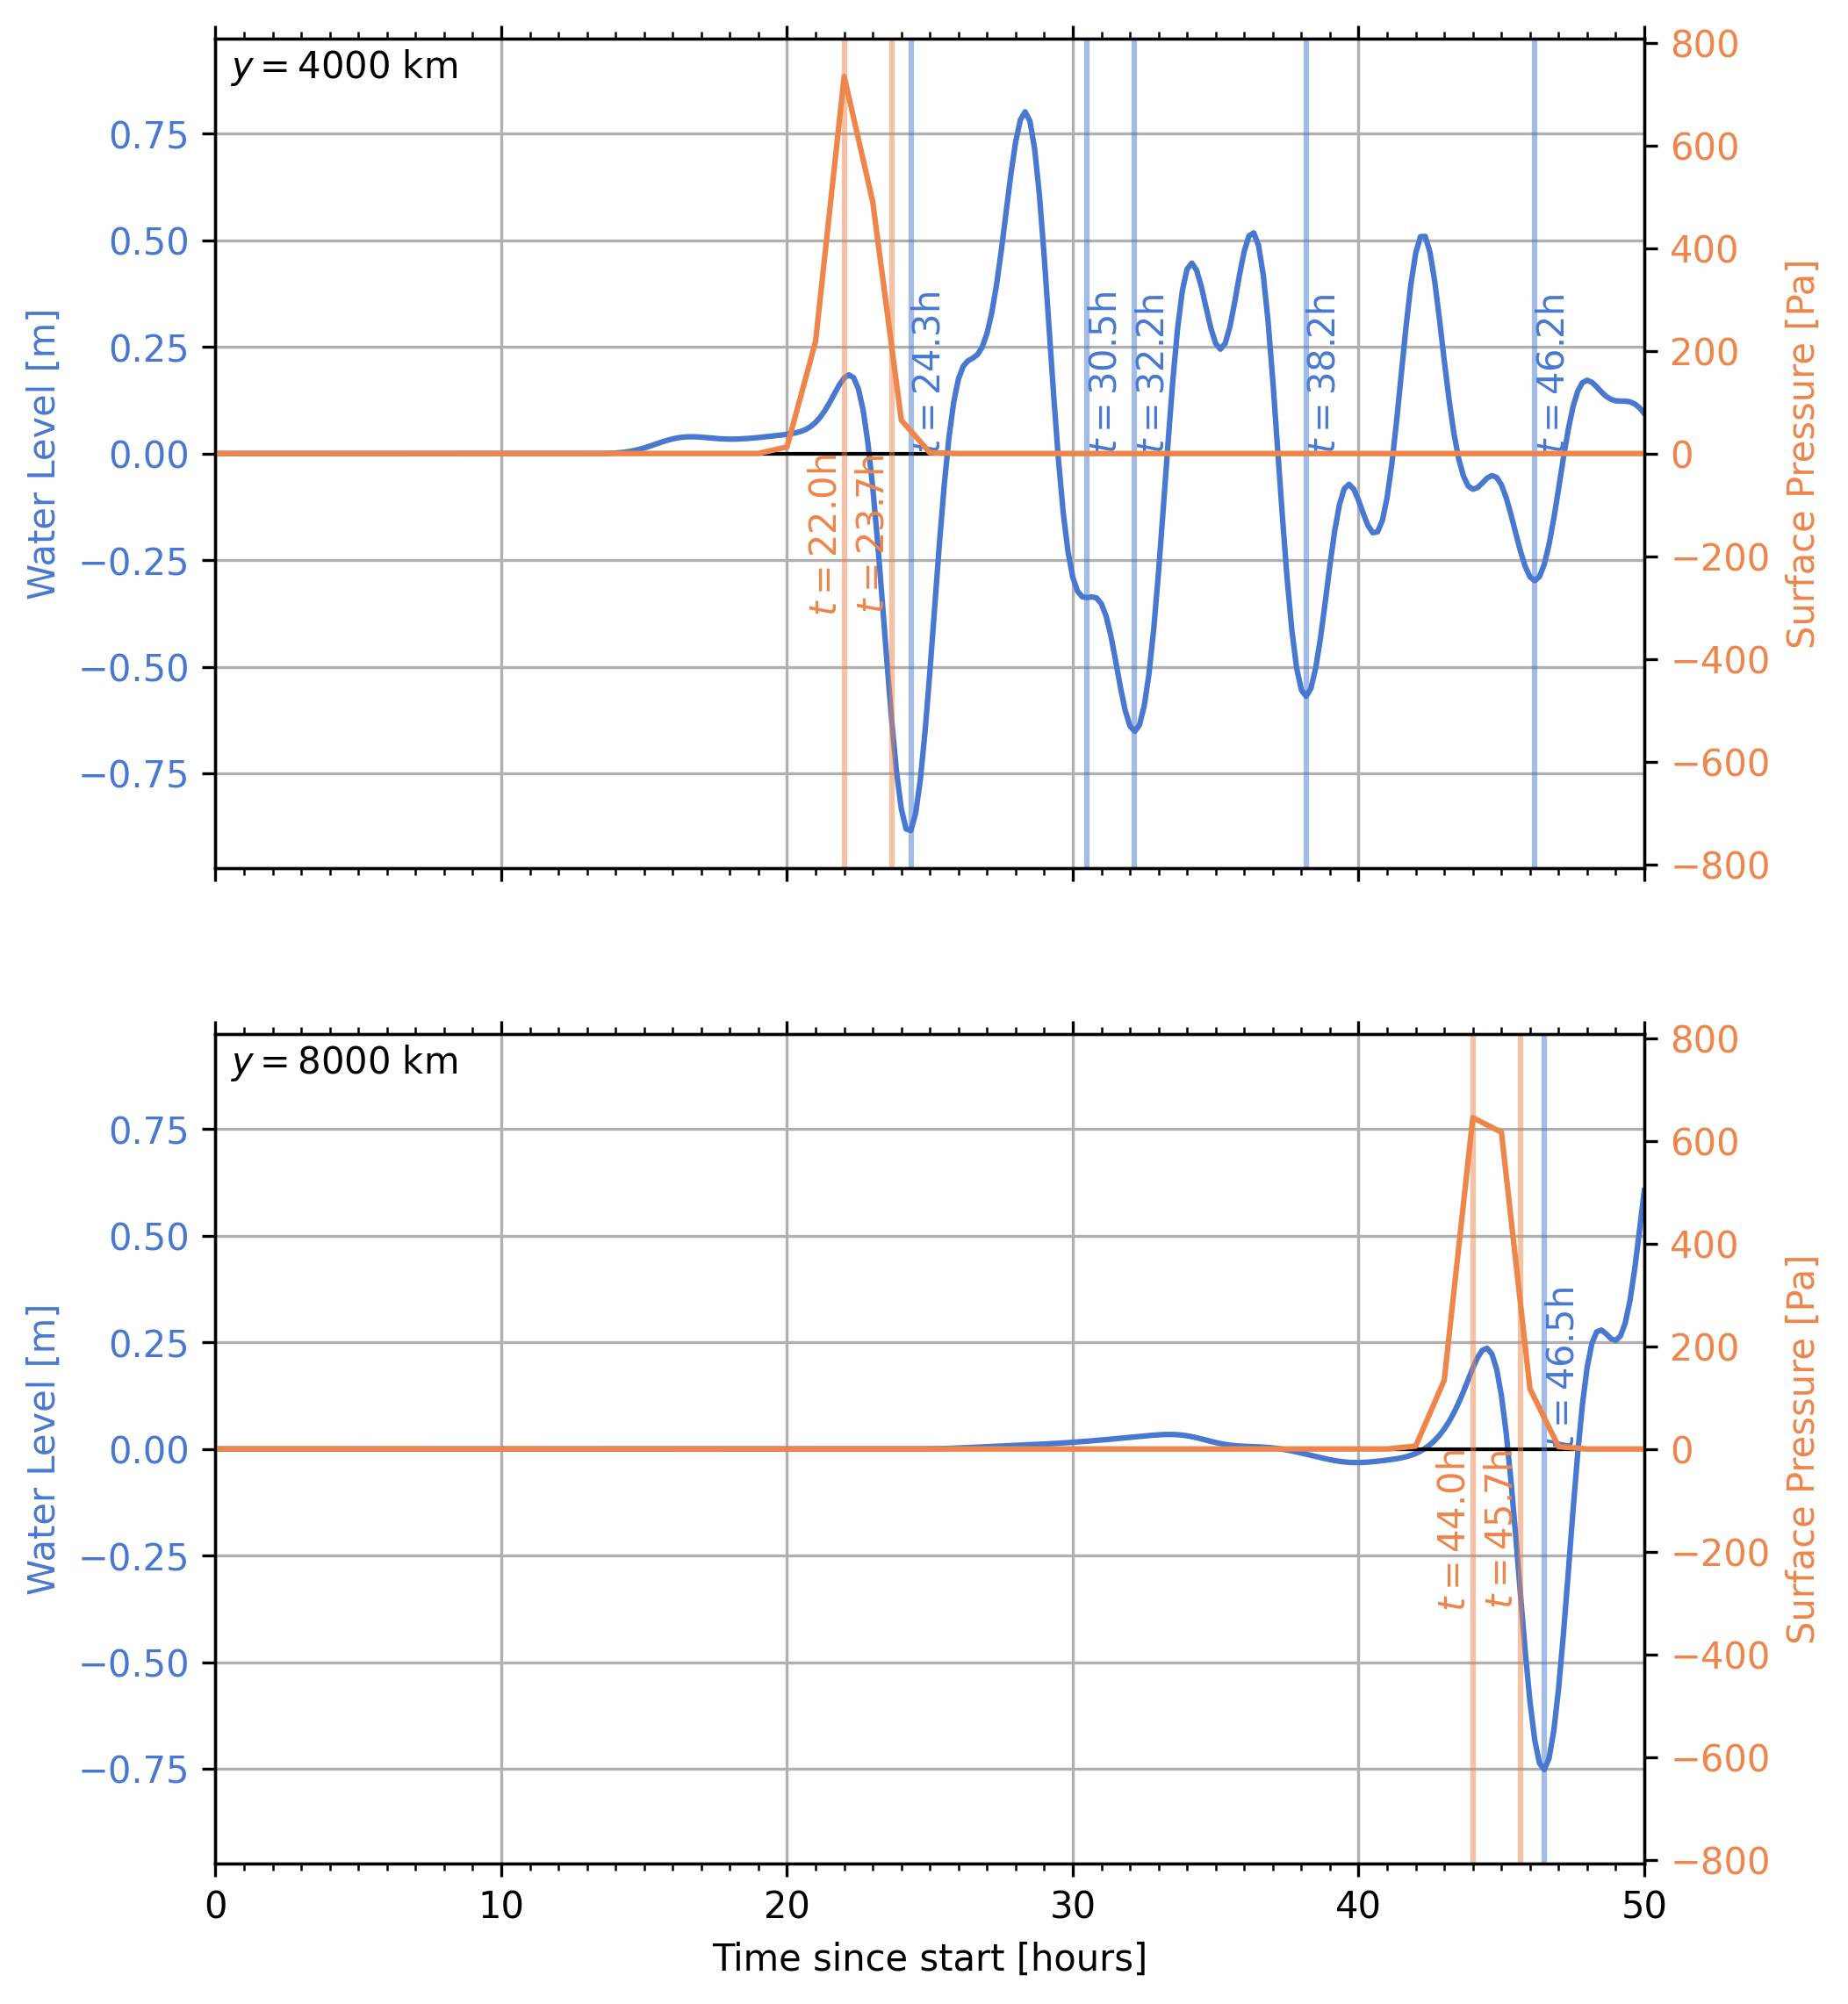 y = 4000 km
Water Level [m]
0.75
0.50
0.25
0.00
−0.25
−0.50
−0.75
t = 22.0h
t = 23.7h
t = 24.3h
t = 30.5h
t = 32.2h
t = 38.2h
t = 46.2h
800
600
400
200
0
−200
−400
−600
−800
Surface Pressure [Pa]
y = 8000 km
Water Level [m]
0.75
0.50
0.25
0.00
−0.25
−0.50
−0.75
t = 44.0h
t = 45.7h
t = 46.5h
800
600
400
200
0
−200
−400
−600
−800
Surface Pressure [Pa]
0 10 20 30 40 50
Time since start [hours]